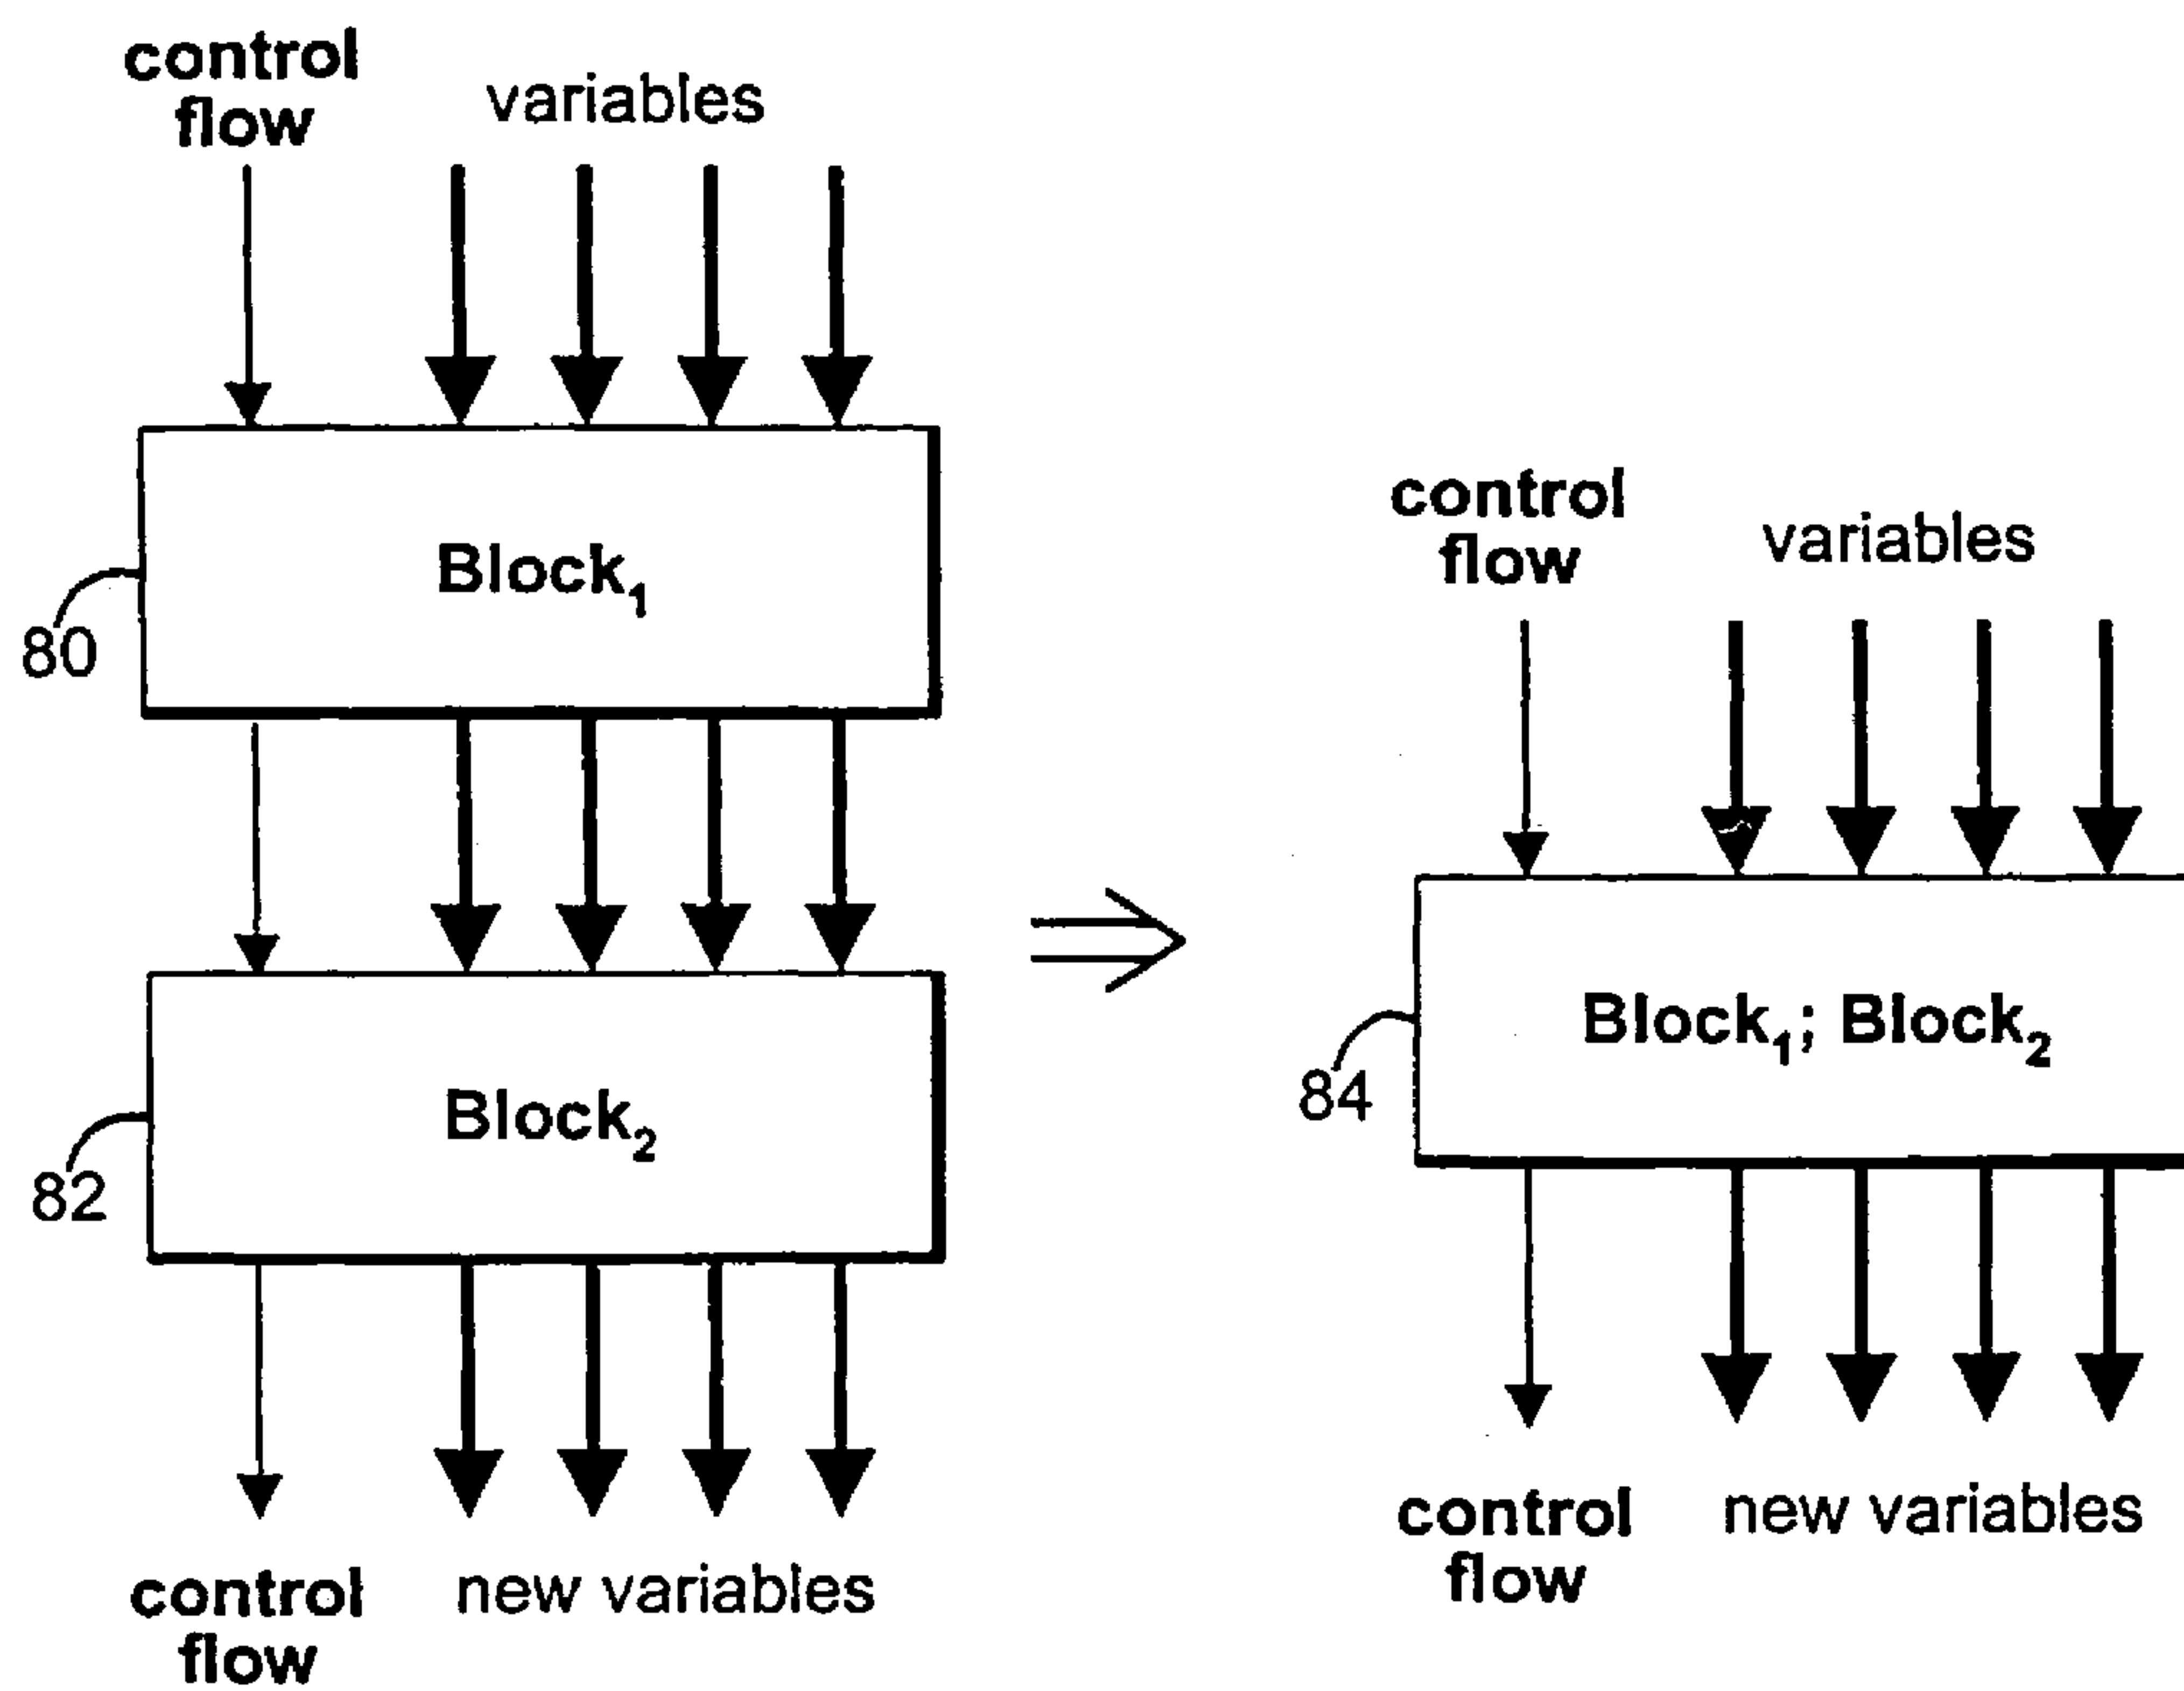 control
flow
variables
Block₁
80
Block₂
82
control
flow
new variables
control
flow
variables
Block₁; Block₂
84
control
flow
new variables